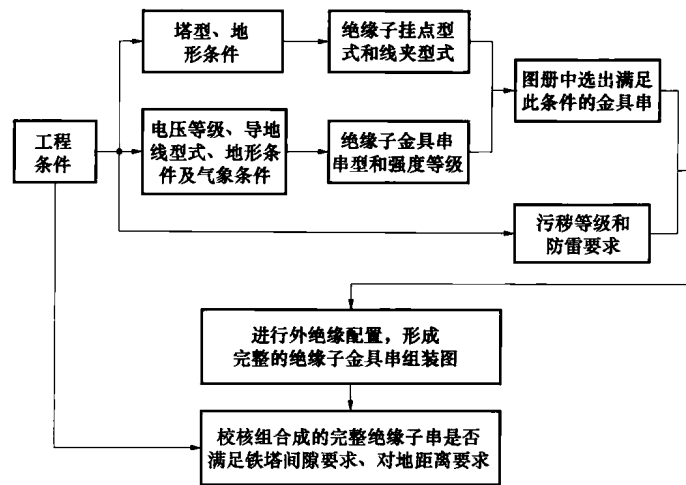 塔型、地
形条件
绝缘子挂点型
式和线夹型式
图册中选出满足
此条件的金具串
工程
条件
电压等级、导地
线型式、地形条
件及气象条件
绝缘子金具串
串型和强度等级
污秽等级和
防雷要求
进行外绝缘配置，形成
完整的绝缘子金具串组装图
校核组合成的完整绝缘子串是否
满足铁塔间隙要求、对地距离要求